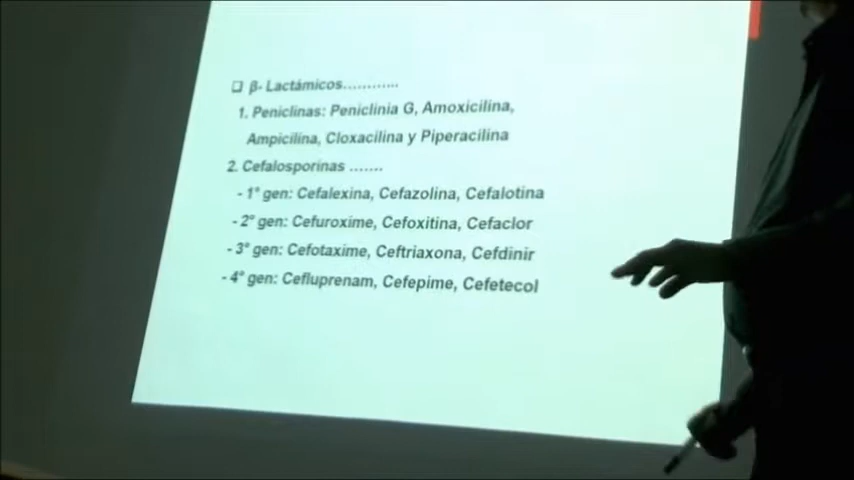 ❑ β- Lactámicos............
1. Peniclinas: Peniclinia G, Amoxicilina,
Ampicilina, Cloxacilina y Piperacilina
2. Cefalosporinas .......
- 1° gen: Cefalexina, Cefazolina, Cefalotina
- 2° gen: Cefuroxime, Cefoxitina, Cefaclor
- 3° gen: Cefotaxime, Ceftriaxona, Cefdinir
- 4° gen: Cefluprenam, Cefepime, Cefetecol